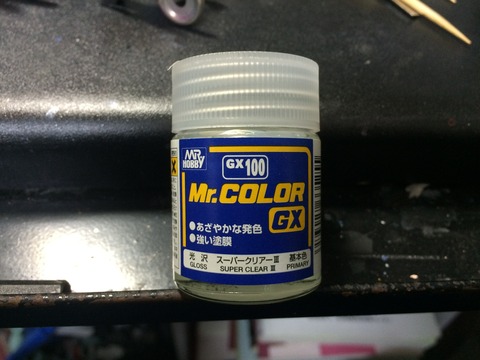 MR HOBBY
GX100
Mr.COLOR
GX
●あざやかな発色
●強い塗膜
光沢 スーパークリアーⅢ 基本色
GLOSS SUPER CLEAR Ⅲ PRIMARY